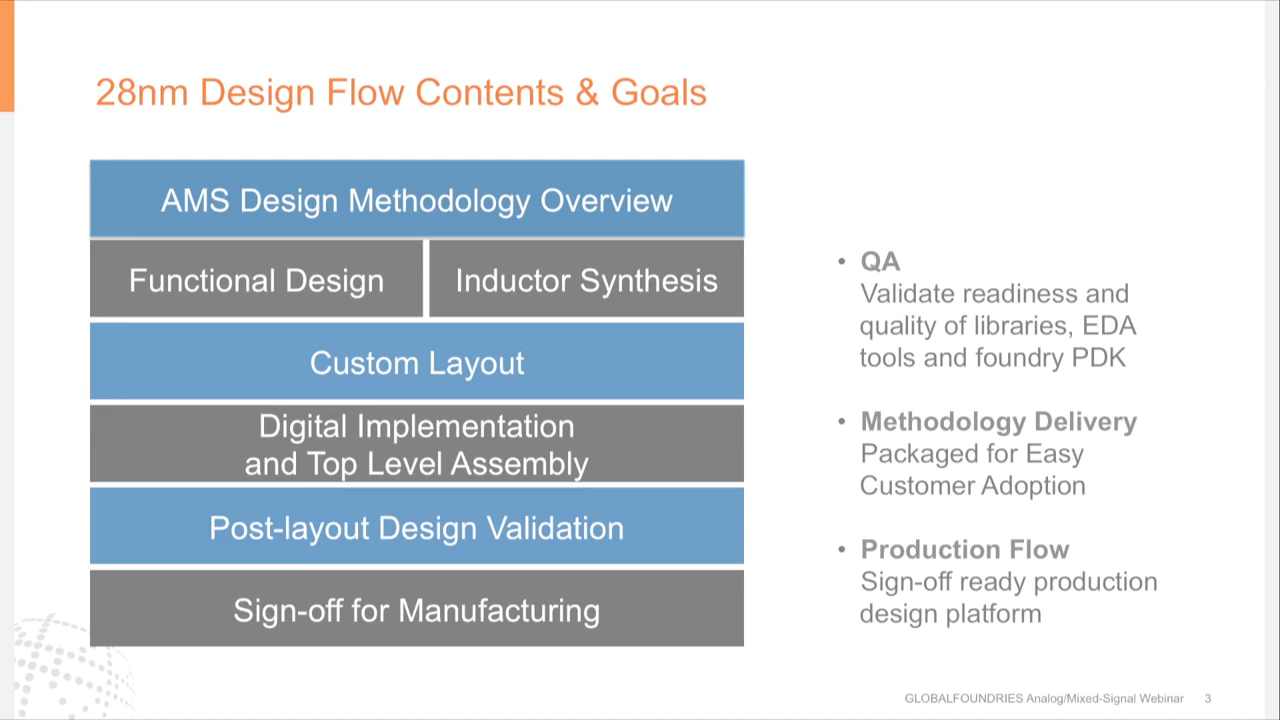 28nm Design Flow Contents & Goals
AMS Design Methodology Overview
Functional Design
Inductor Synthesis
Custom Layout
Digital Implementation
and Top Level Assembly
Post-layout Design Validation
Sign-off for Manufacturing
• QA
Validate readiness and
quality of libraries, EDA
tools and foundry PDK
• Methodology Delivery
Packaged for Easy
Customer Adoption
• Production Flow
Sign-off ready production
design platform
GLOBALFOUNDRIES Analog/Mixed-Signal Webinar 3